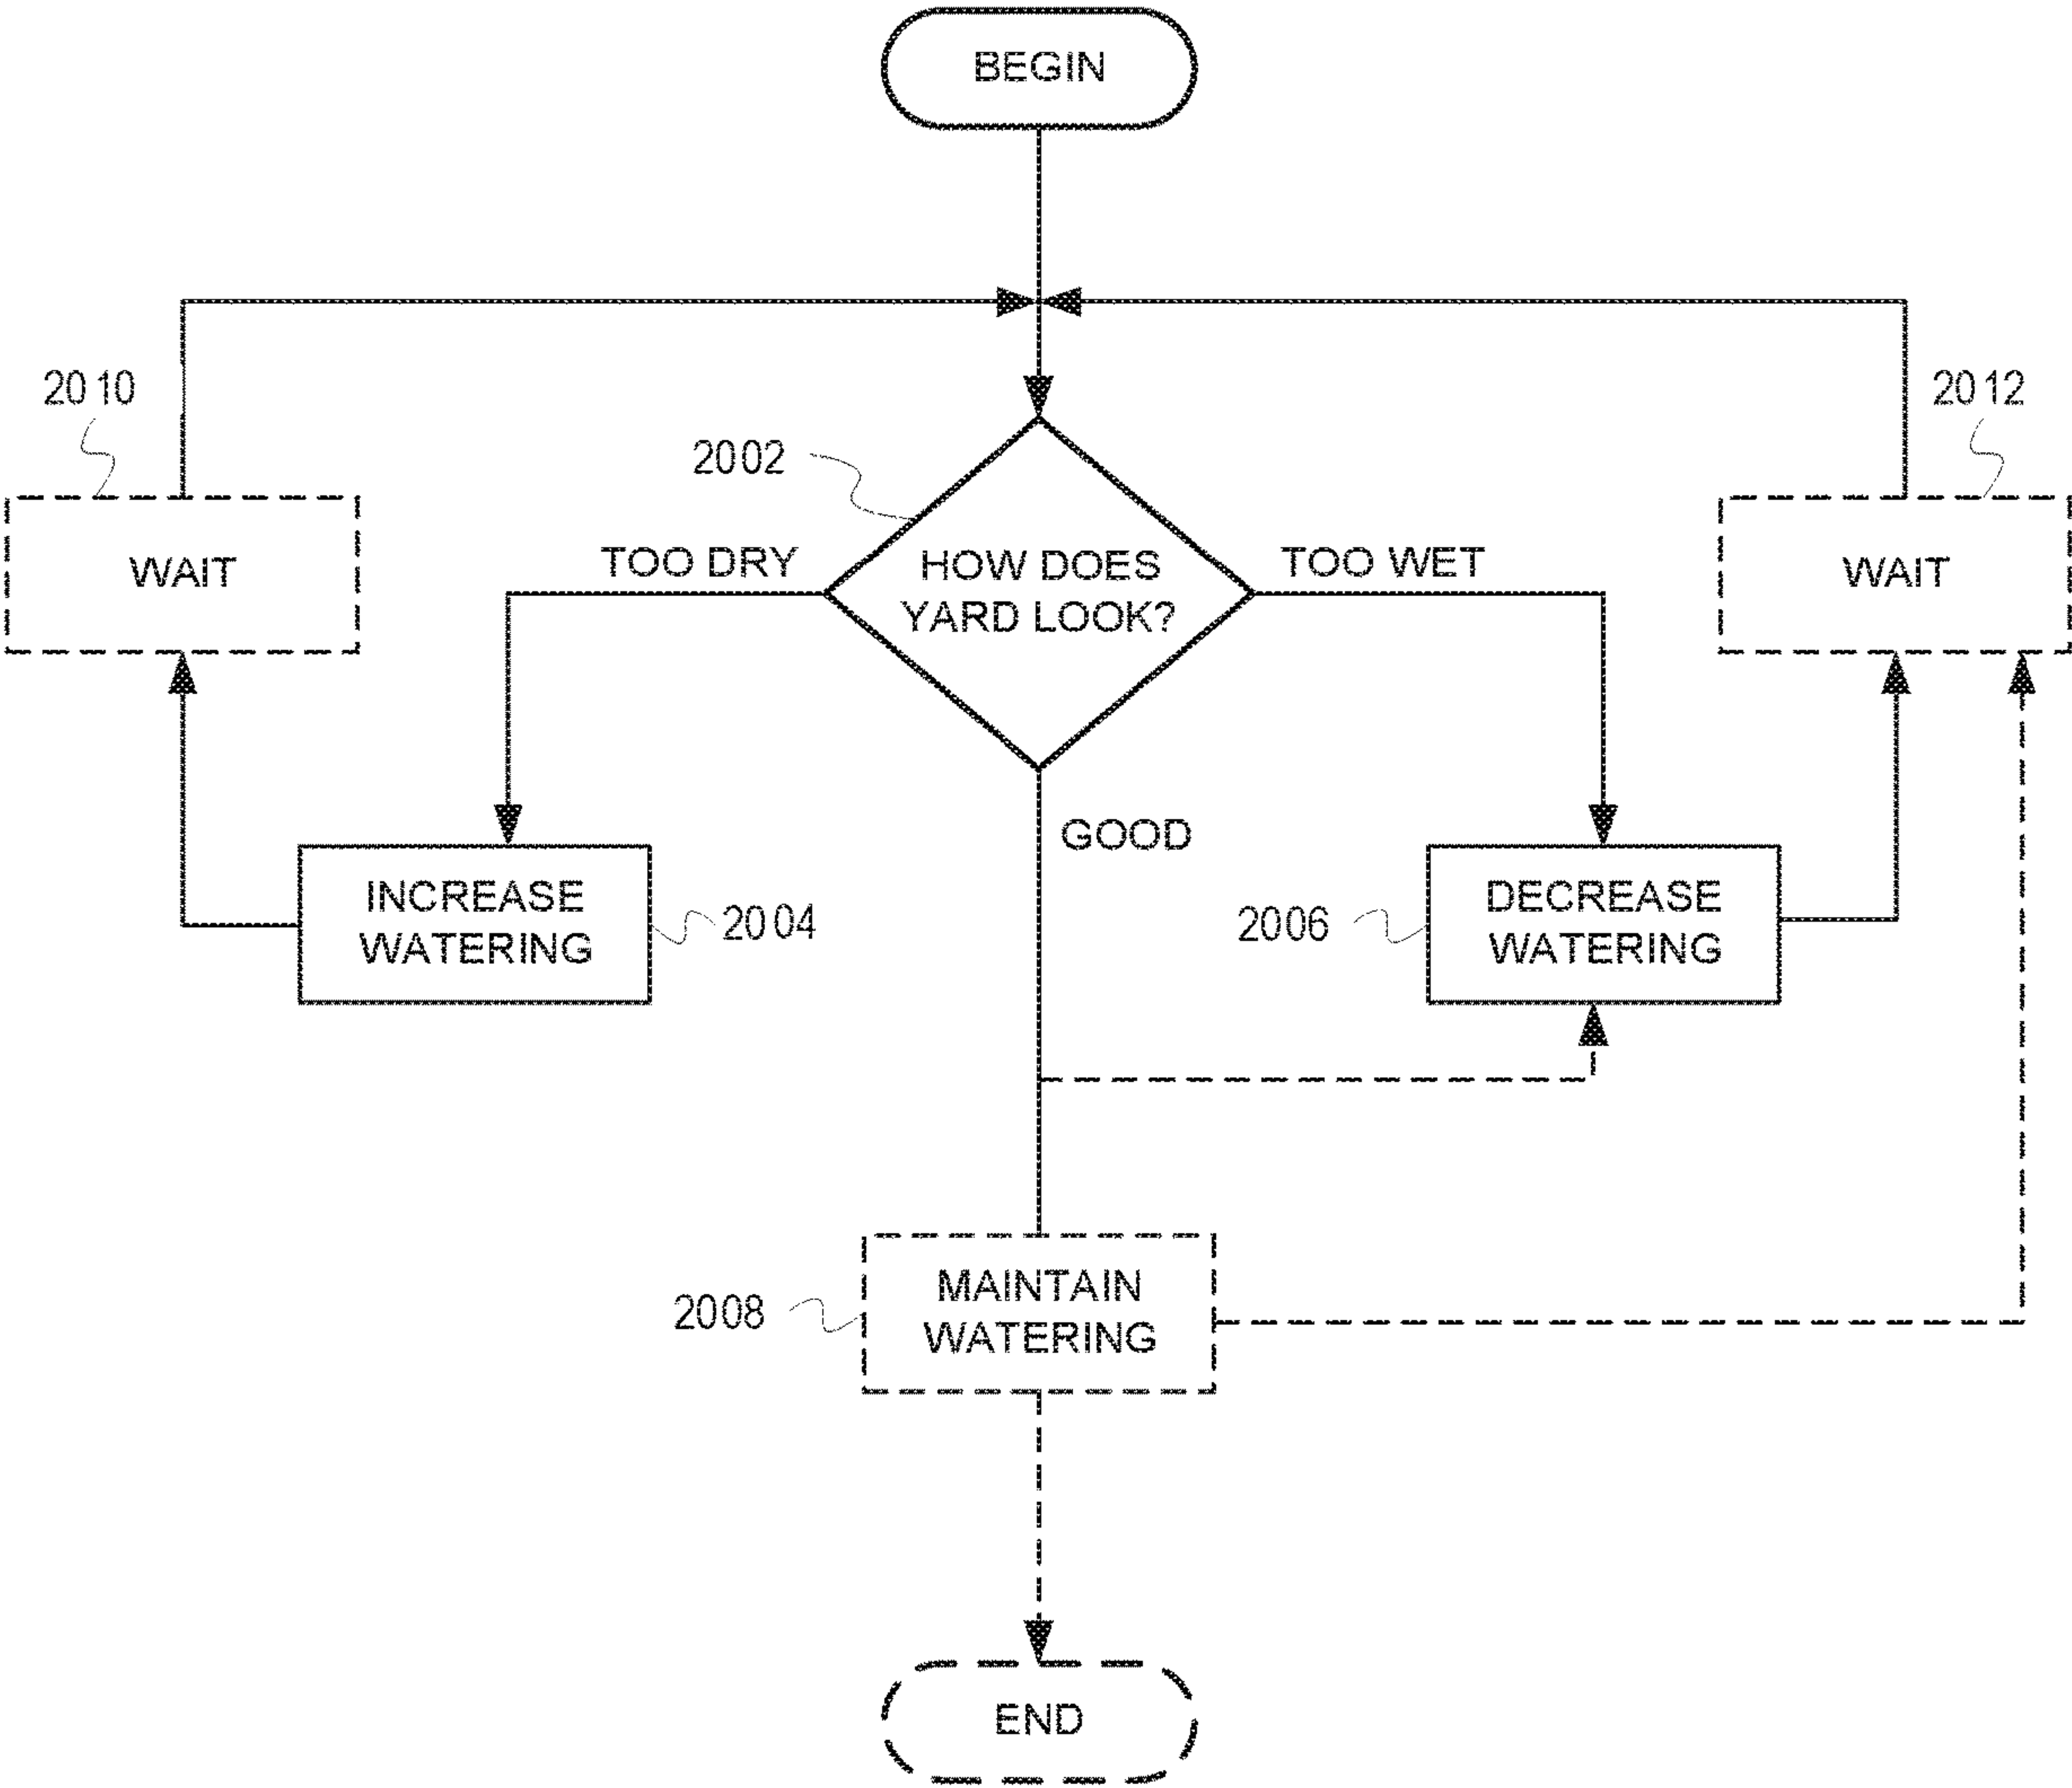 BEGIN
2010
2012
2002
WAIT
TOO DRY
HOW DOES
YARD LOOK?
TOO WET
WAIT
GOOD
INCREASE
WATERING
2004
2006
DECREASE
WATERING
2008
MAINTAIN
WATERING
END